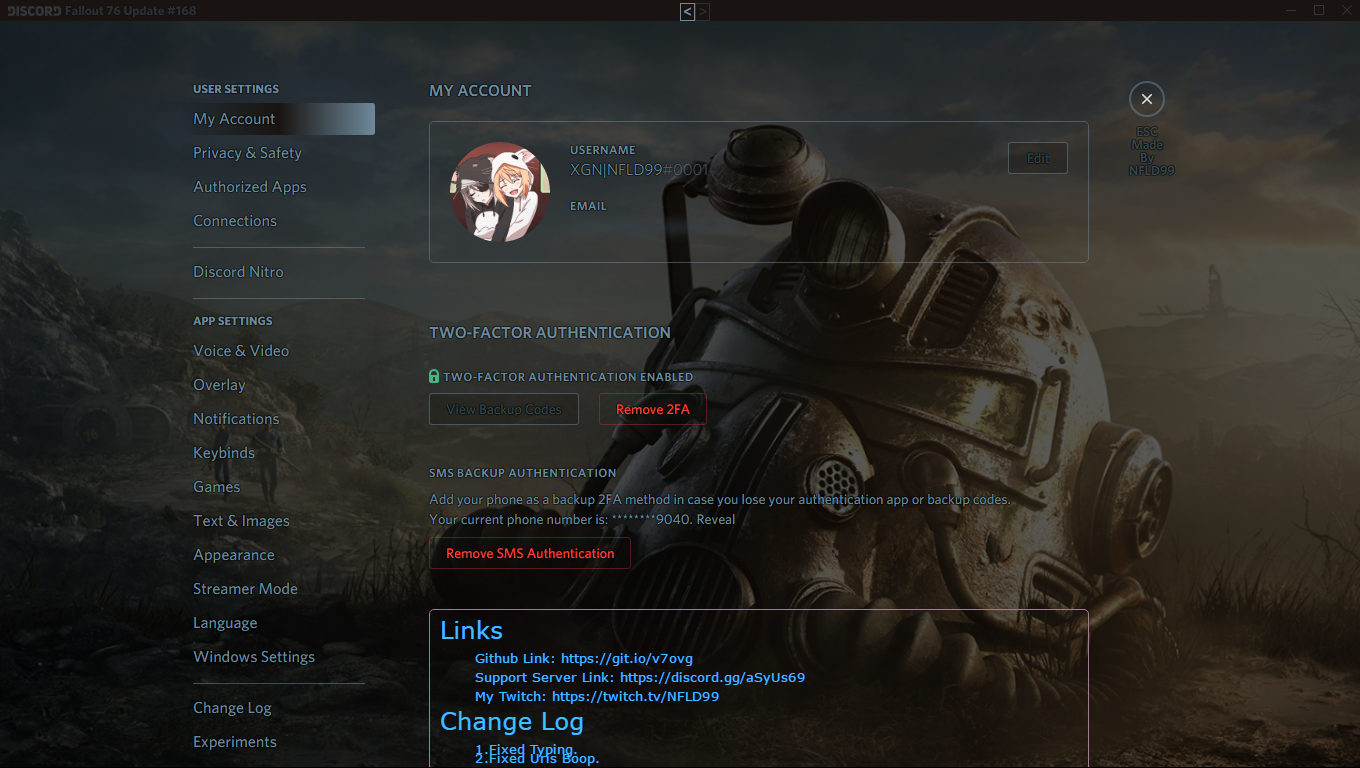 DISCORD Fallout 76 Update #168
< >
USER SETTINGS
My Account
Privacy & Safety
Authorized Apps
Connections
Discord Nitro
APP SETTINGS
Voice & Video
Overlay
Notifications
Keybinds
Games
Text & Images
Appearance
Streamer Mode
Language
Windows Settings
Change Log
Experiments
MY ACCOUNT
USERNAME
XGN|NFLD99#0001
EMAIL
Edit
TWO-FACTOR AUTHENTICATION
TWO-FACTOR AUTHENTICATION ENABLED
View Backup Codes
Remove 2FA
SMS BACKUP AUTHENTICATION
Add your phone as a backup 2FA method in case you lose your authentication app or backup codes.
Your current phone number is: ********9040. Reveal
Remove SMS Authentication
Links
Github Link: https://git.io/v7ovg
Support Server Link: https://discord.gg/aSyUs69
My Twitch: https://twitch.tv/NFLD99
Change Log
1.Fixed Typing.
2.Fixed Urls Boop.
ESC
Made
By
NFLD99